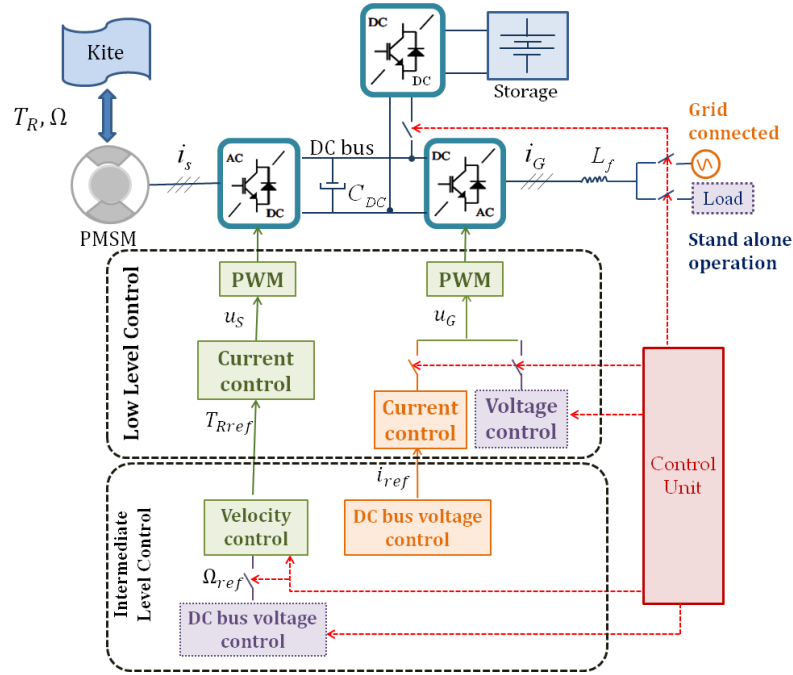 Kite
T_R, Ω
PMSM
i_s
AC
DC
DC bus
C_DC
DC
DC
Storage
DC
AC
i_G
L_f
Grid
connected
Load
Stand alone
operation
Low Level Control
PWM
u_S
Current
control
T_Rref
PWM
u_G
Current
control
Voltage
control
i_ref
Intermediate
Level Control
Velocity
control
Ω_ref
DC bus voltage
control
DC bus voltage
control
Control
Unit